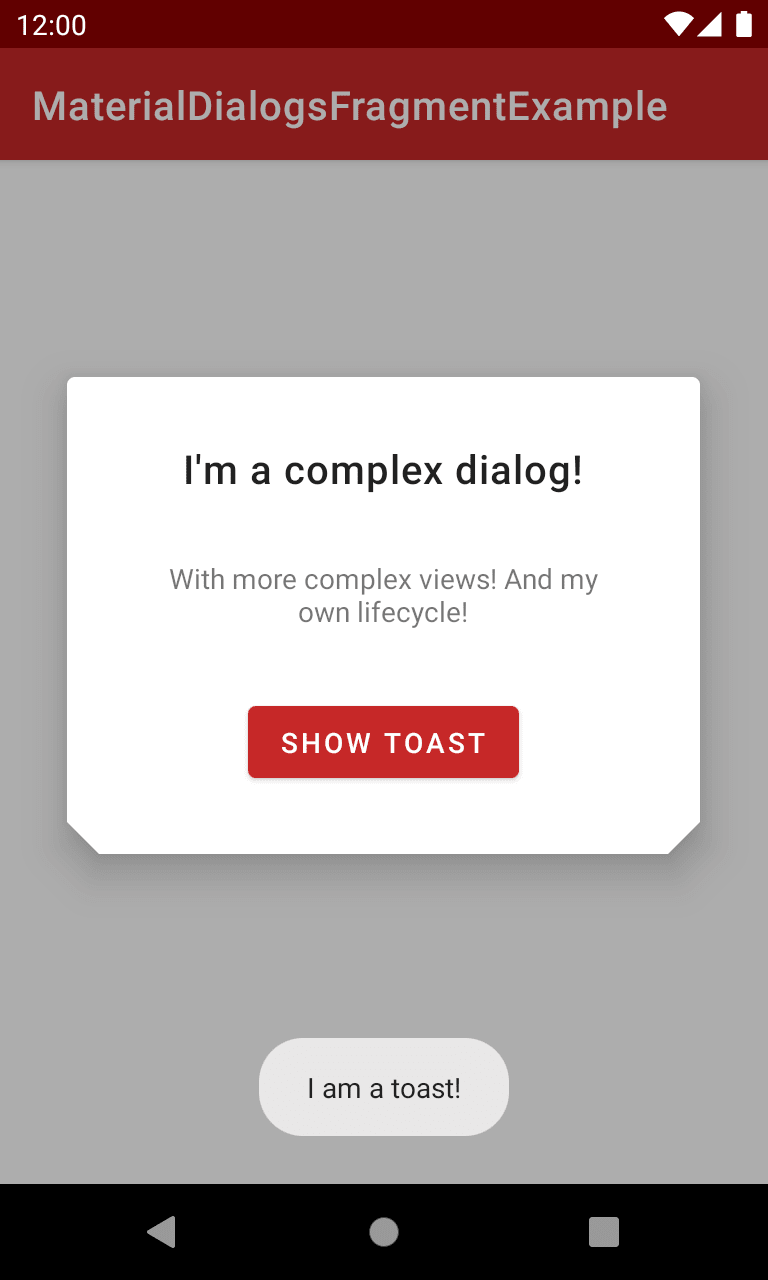 12:00
MaterialDialogsFragmentExample
I'm a complex dialog!
With more complex views! And my
own lifecycle!
SHOW TOAST
I am a toast!